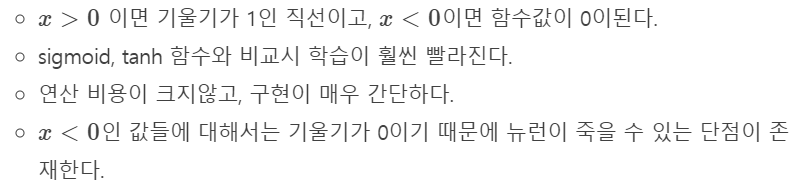 x > 0 이면 기울기가 1인 직선이고, x < 0이면 함수값이 0이된다.
sigmoid, tanh 함수와 비교시 학습이 훨씬 빨라진다.
연산 비용이 크지않고, 구현이 매우 간단하다.
x < 0인 값들에 대해서는 기울기가 0이기 때문에 뉴런이 죽을 수 있는 단점이 존
재한다.